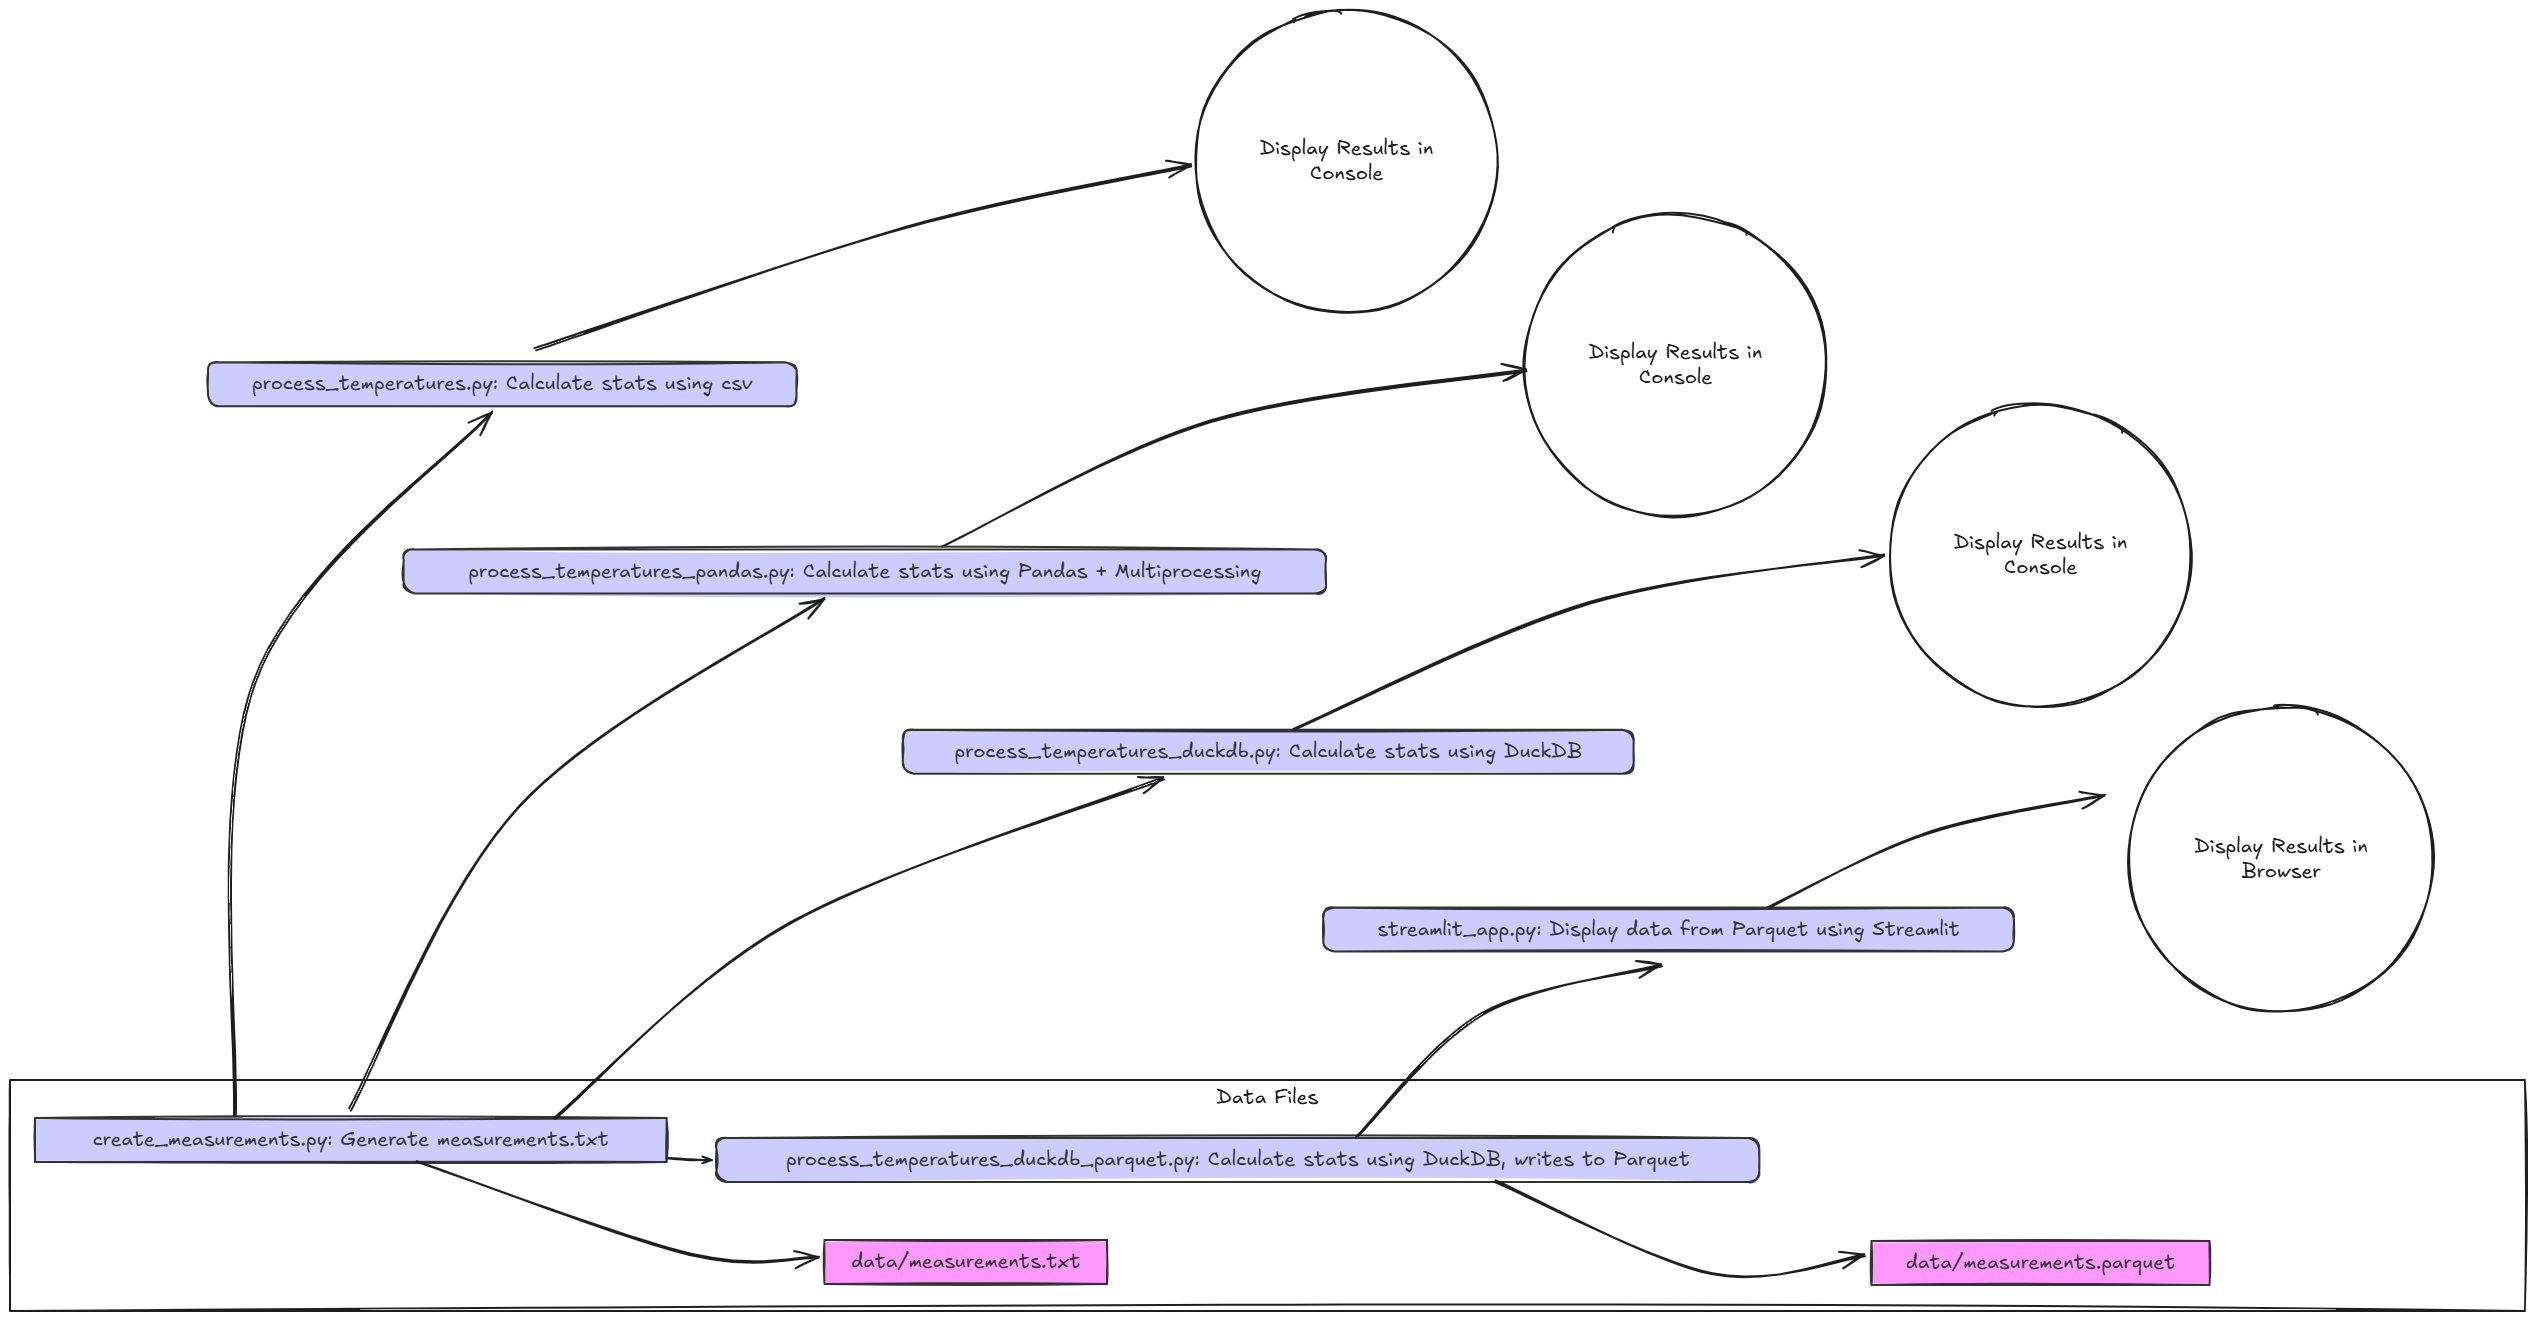 Display Results in
Console
Display Results in
Console
process_temperatures.py: Calculate stats using csv
Display Results in
Console
process_temperatures_pandas.py: Calculate stats using Pandas + Multiprocessing
process_temperatures_duckdb.py: Calculate stats using DuckDB
Display Results in
Browser
streamlit_app.py: Display data from Parquet using Streamlit
Data Files
create_measurements.py: Generate measurements.txt
process_temperatures_duckdb_parquet.py: Calculate stats using DuckDB, writes to Parquet
data/measurements.txt
data/measurements.parquet